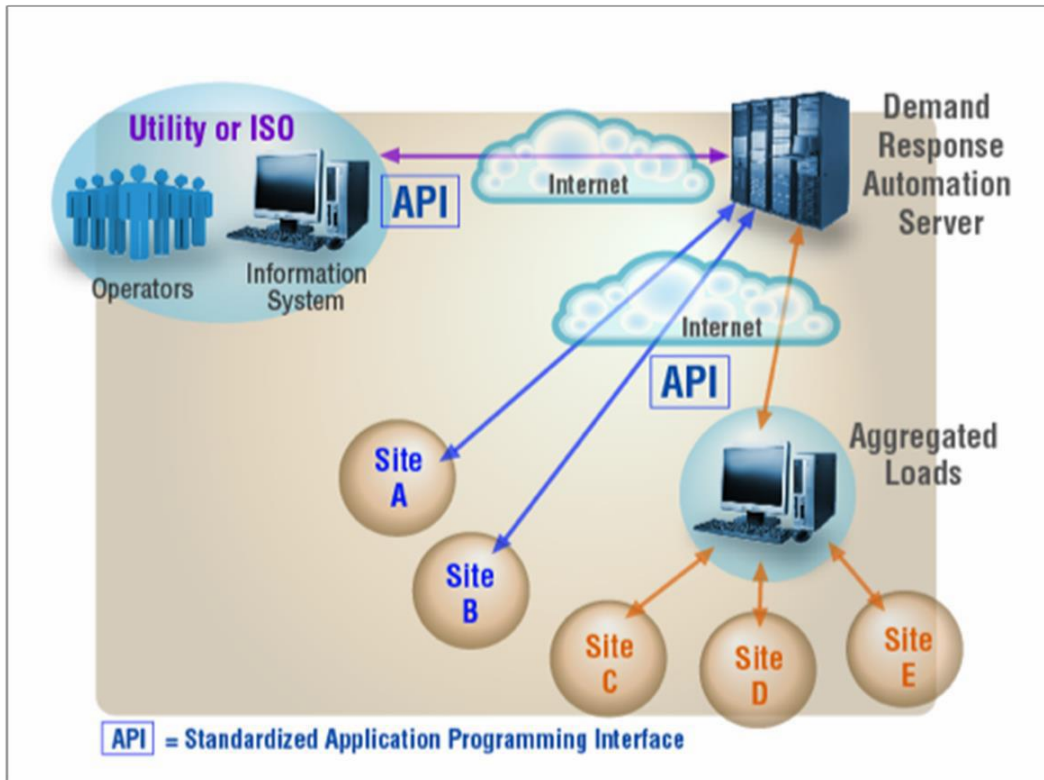 Utility or ISO
Operators
Information
System
API
Internet
Demand
Response
Automation
Server
Internet
API
Aggregated
Loads
Site
A
Site
B
Site
C
Site
D
Site
E
API = Standardized Application Programming Interface